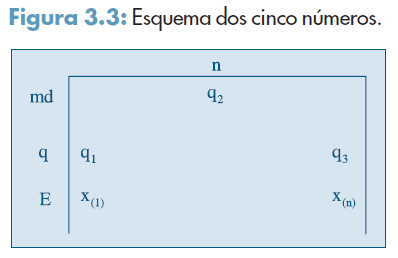 Figura 3.3: Esquema dos cinco números.
n
md q₂
q q₁ q₃
E x₍₁₎ x₍ₙ₎